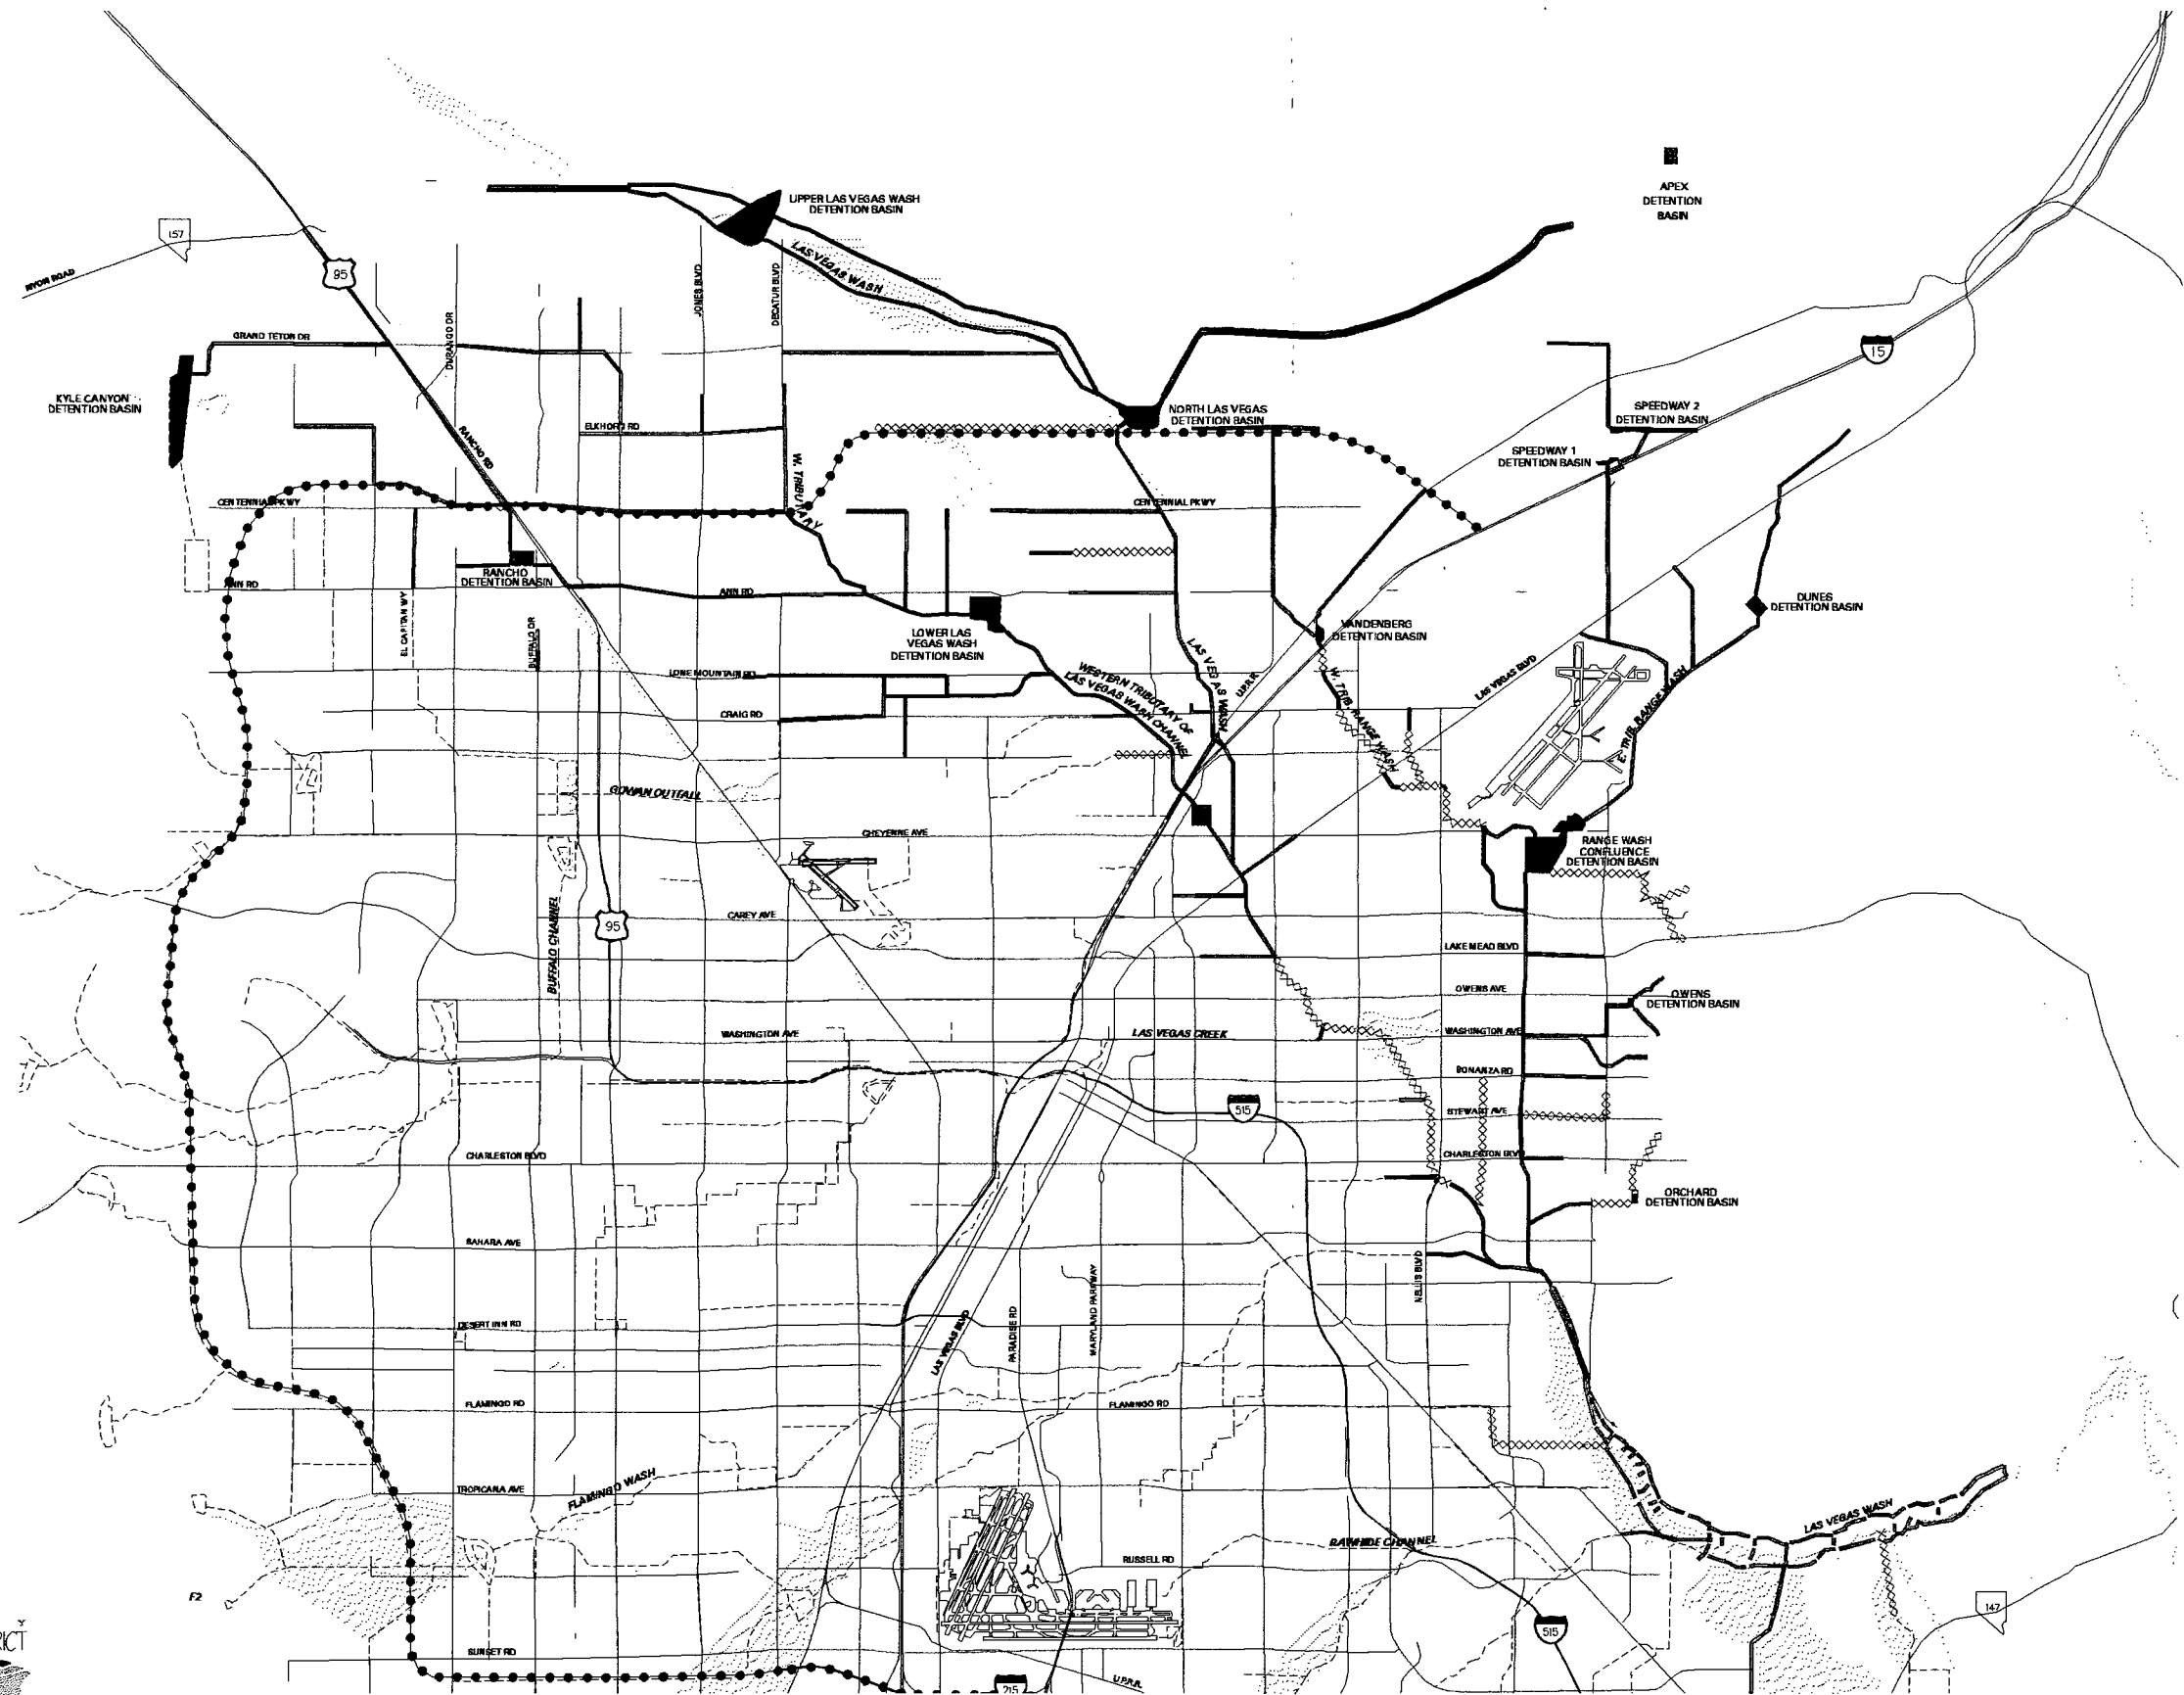 APEX
DETENTION
BASIN
UPPER LAS VEGAS WASH
DETENTION BASIN
157
95
LAS VEGAS WASH
JONES BLVD
DECATUR BLVD
DURANGO DR
GRAND TETON DR
15
KYLE CANYON
DETENTION BASIN
NORTH LAS VEGAS
DETENTION BASIN
SPEEDWAY 2
DETENTION BASIN
ELKHORN RD
RANCHO RD
W. TRIBUTARY
SPEEDWAY 1
DETENTION BASIN
CENTENNIAL PKWY
CENTENNIAL PKWY
RANCHO
DETENTION BASIN
ANN RD
ANN RD
DUNES
DETENTION BASIN
EL CAPITAN WY
BUFFALO DR
LOWER LAS
VEGAS WASH
DETENTION BASIN
VANDENBERG
DETENTION BASIN
LAS VEGAS WASH
U.P.R.R.
LAS VEGAS BLVD
LONE MOUNTAIN RD
WESTERN TRIBUTARY OF
LAS VEGAS WASH CHANNEL
W. TRIB. RANGE WASH
E. TRIB. RANGE WASH
CRAIG RD
GOWAN OUTFALL
CHEYENNE AVE
RANGE WASH
CONFLUENCE
DETENTION BASIN
CAREY AVE
95
BUFFALO CHANNEL
LAKE MEAD BLVD
OWENS AVE
OWENS
DETENTION BASIN
WASHINGTON AVE
LAS VEGAS CREEK
WASHINGTON AVE
BONANZA RD
515
STEWART AVE
CHARLESTON BLVD
CHARLESTON BLVD
ORCHARD
DETENTION BASIN
SAHARA AVE
NELLIS BLVD
MARYLAND PARKWAY
PARADISE RD
LAS VEGAS BLVD
DESERT INN RD
FLAMINGO RD
FLAMINGO RD
FLAMINGO WASH
TROPICANA AVE
LAS VEGAS WASH
RAWHIDE CHANNEL
RUSSELL RD
F2
147
515
SUNSET RD
U.P.R.R.
215